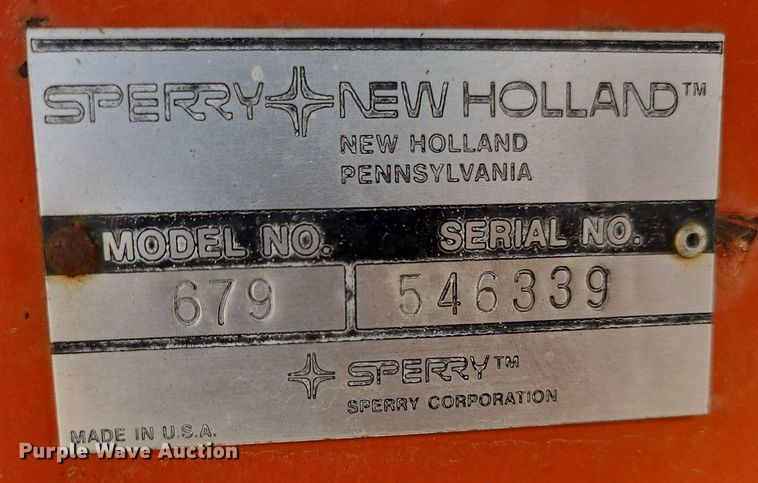 SPERRY NEW HOLLAND™
NEW HOLLAND
PENNSYLVANIA
MODEL NO. SERIAL NO.
679 546339
SPERRY™
SPERRY CORPORATION
MADE IN U.S.A.
Purple Wave Auction